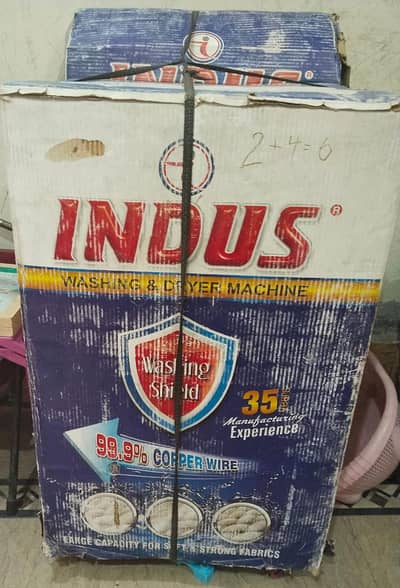 INDUS®
2+4=6
INDUS®
WASHING & DRYER MACHINE
Washing
Shield
35 YEARS
Manufacturing
Experience
99.9% COPPER WIRE
LARGE CAPACITY FOR SOFT & STRONG FABRICS